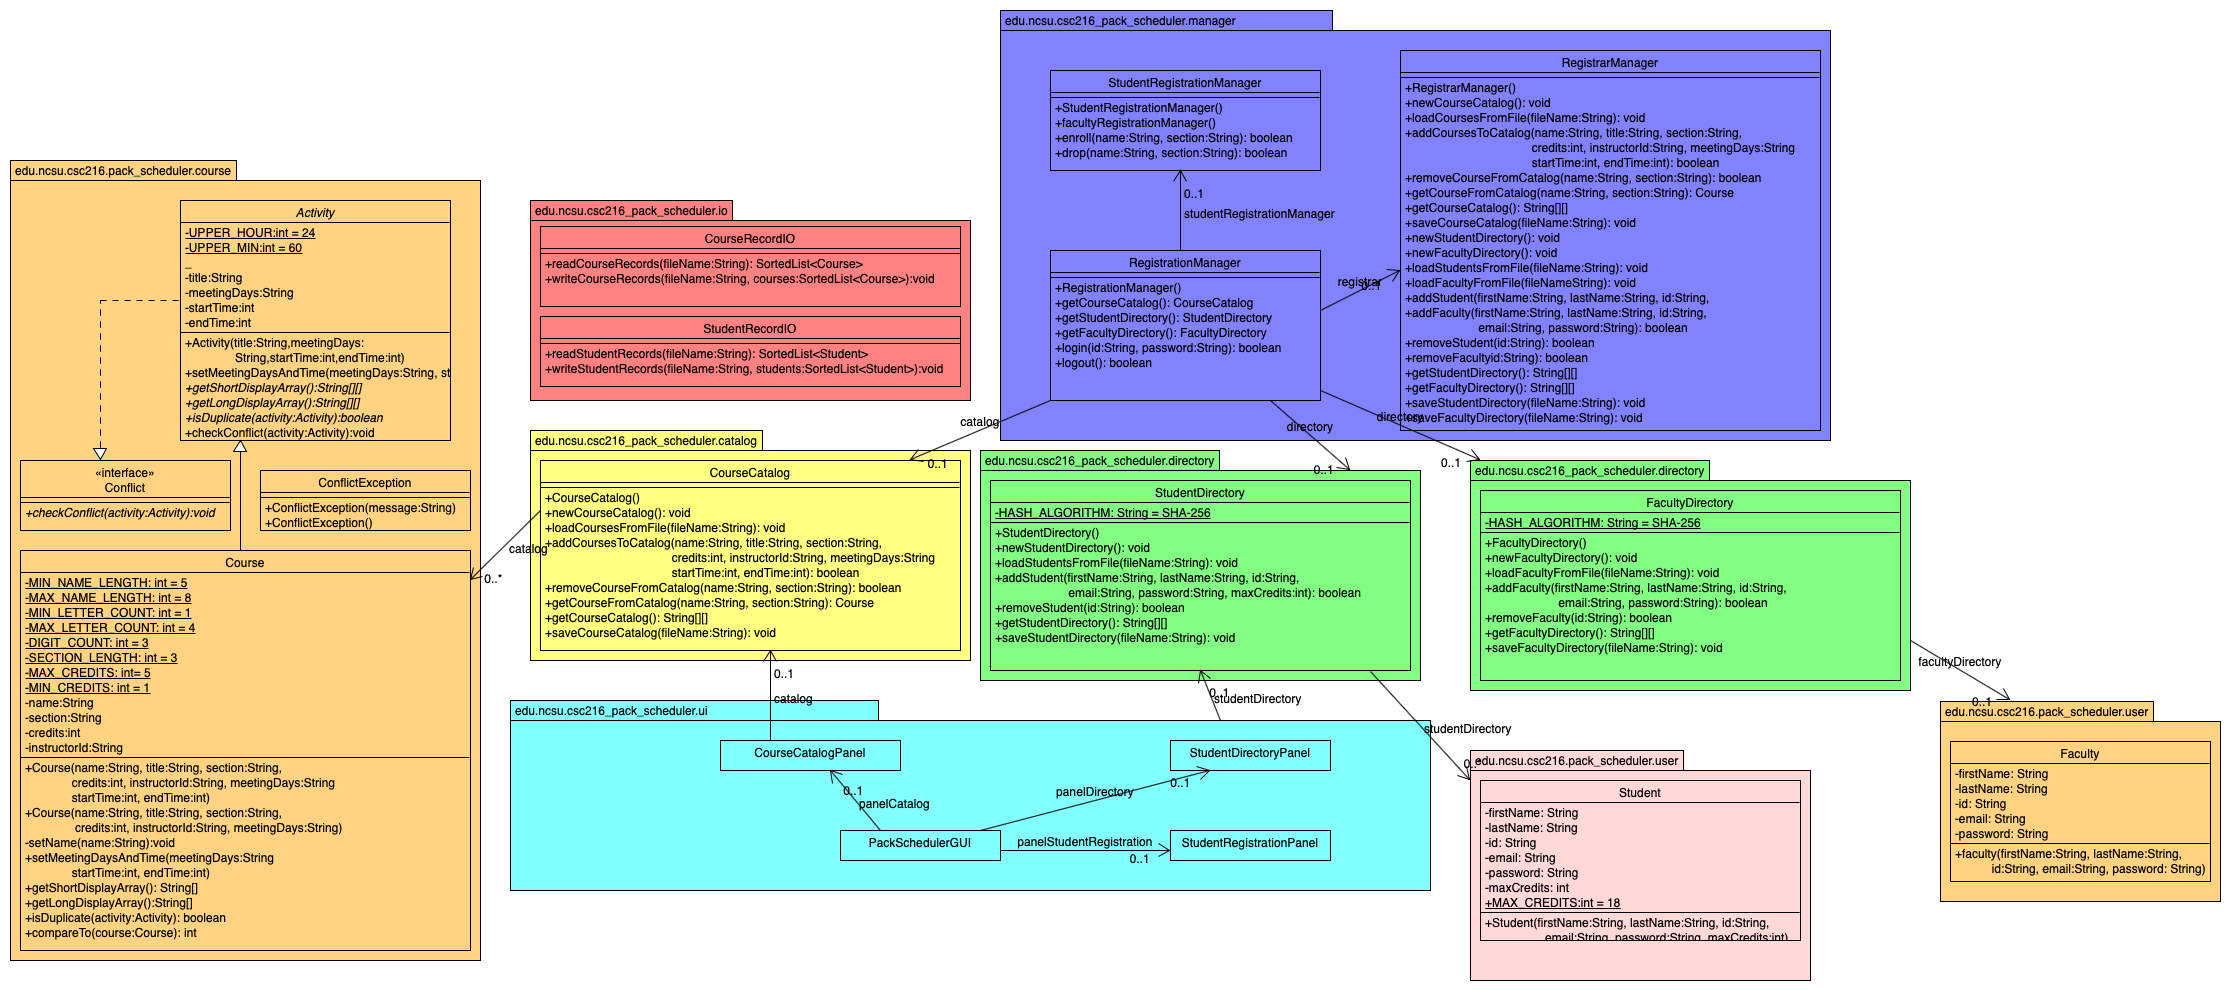 edu.ncsu.csc216_pack_scheduler.manager
StudentRegistrationManager
+StudentRegistrationManager()
+facultyRegistrationManager()
+enroll(name:String, section:String): boolean
+drop(name:String, section:String): boolean
0..1
studentRegistrationManager
RegistrationManager
+RegistrationManager()
+getCourseCatalog(): CourseCatalog
+getStudentDirectory(): StudentDirectory
+getFacultyDirectory(): FacultyDirectory
+login(id:String, password:String): boolean
+logout(): boolean
registrar
0..1
RegistrarManager
+RegistrarManager()
+newCourseCatalog(): void
+loadCoursesFromFile(fileName:String): void
+addCoursesToCatalog(name:String, title:String, section:String,
credits:int, instructorId:String, meetingDays:String
startTime:int, endTime:int): boolean
+removeCourseFromCatalog(name:String, section:String): boolean
+getCourseFromCatalog(name:String, section:String): Course
+getCourseCatalog(): String[][]
+saveCourseCatalog(fileName:String): void
+newStudentDirectory(): void
+newFacultyDirectory(): void
+loadStudentsFromFile(fileName:String): void
+loadFacultyFromFile(fileNameString): void
+addStudent(firstName:String, lastName:String, id:String,
+addFaculty(firstName:String, lastName:String, id:String,
email:String, password:String): boolean
+removeStudent(id:String): boolean
+removeFacultyid:String): boolean
+getStudentDirectory(): String[][]
+getFacultyDirectory(): String[][]
+saveStudentDirectory(fileName:String): void
+saveFacultyDirectory(fileName:String): void
edu.ncsu.csc216.pack_scheduler.course
Activity
-UPPER_HOUR:int = 24
-UPPER_MIN:int = 60
_
-title:String
-meetingDays:String
-startTime:int
-endTime:int
+Activity(title:String,meetingDays:
String,startTime:int,endTime:int)
+setMeetingDaysAndTime(meetingDays:String, st
+getShortDisplayArray():String[][]
+getLongDisplayArray():String[][]
+isDuplicate(activity:Activity):boolean
+checkConflict(activity:Activity):void
«interface»
Conflict
+checkConflict(activity:Activity):void
ConflictException
+ConflictException(message:String)
+ConflictException()
Course
-MIN_NAME_LENGTH: int = 5
-MAX_NAME_LENGTH: int = 8
-MIN_LETTER_COUNT: int = 1
-MAX_LETTER_COUNT: int = 4
-DIGIT_COUNT: int = 3
-SECTION_LENGTH: int = 3
-MAX_CREDITS: int= 5
-MIN_CREDITS: int = 1
-name:String
-section:String
-credits:int
-instructorId:String
+Course(name:String, title:String, section:String,
credits:int, instructorId:String, meetingDays:String
startTime:int, endTime:int)
+Course(name:String, title:String, section:String,
credits:int, instructorId:String, meetingDays:String)
-setName(name:String):void
+setMeetingDaysAndTime(meetingDays:String
startTime:int, endTime:int)
+getShortDisplayArray(): String[]
+getLongDisplayArray():String[]
+isDuplicate(activity:Activity): boolean
+compareTo(course:Course): int
edu.ncsu.csc216_pack_scheduler.io
CourseRecordIO
+readCourseRecords(fileName:String): SortedList<Course>
+writeCourseRecords(fileName:String, courses:SortedList<Course>):void
StudentRecordIO
+readStudentRecords(fileName:String): SortedList<Student>
+writeStudentRecords(fileName:String, students:SortedList<Student>):void
catalog
0..1
directory
0..1
directory
0..1
edu.ncsu.csc216_pack_scheduler.catalog
CourseCatalog
+CourseCatalog()
+newCourseCatalog(): void
+loadCoursesFromFile(fileName:String): void
+addCoursesToCatalog(name:String, title:String, section:String,
credits:int, instructorId:String, meetingDays:String
startTime:int, endTime:int): boolean
+removeCourseFromCatalog(name:String, section:String): boolean
+getCourseFromCatalog(name:String, section:String): Course
+getCourseCatalog(): String[][]
+saveCourseCatalog(fileName:String): void
catalog
0..*
edu.ncsu.csc216_pack_scheduler.directory
StudentDirectory
-HASH_ALGORITHM: String = SHA-256
+StudentDirectory()
+newStudentDirectory(): void
+loadStudentsFromFile(fileName:String): void
+addStudent(firstName:String, lastName:String, id:String,
email:String, password:String, maxCredits:int): boolean
+removeStudent(id:String): boolean
+getStudentDirectory(): String[][]
+saveStudentDirectory(fileName:String): void
edu.ncsu.csc216_pack_scheduler.directory
FacultyDirectory
-HASH_ALGORITHM: String = SHA-256
+FacultyDirectory()
+newFacultyDirectory(): void
+loadFacultyFromFile(fileName:String): void
+addFaculty(firstName:String, lastName:String, id:String,
email:String, password:String): boolean
+removeFaculty(id:String): boolean
+getFacultyDirectory(): String[][]
+saveFacultyDirectory(fileName:String): void
facultyDirectory
0..1
0..1
catalog
0..1
studentDirectory
studentDirectory
edu.ncsu.csc216_pack_scheduler.ui
CourseCatalogPanel
StudentDirectoryPanel
0..1
panelCatalog
panelDirectory
0..1
PackSchedulerGUI
panelStudentRegistration
0..1
StudentRegistrationPanel
edu.ncsu.csc216.pack_scheduler.user
Student
-firstName: String
-lastName: String
-id: String
-email: String
-password: String
-maxCredits: int
+MAX_CREDITS:int = 18
+Student(firstName:String, lastName:String, id:String,
email:String, password:String, maxCredits:int)
edu.ncsu.csc216.pack_scheduler.user
Faculty
-firstName: String
-lastName: String
-id: String
-email: String
-password: String
+faculty(firstName:String, lastName:String,
id:String, email:String, password: String)